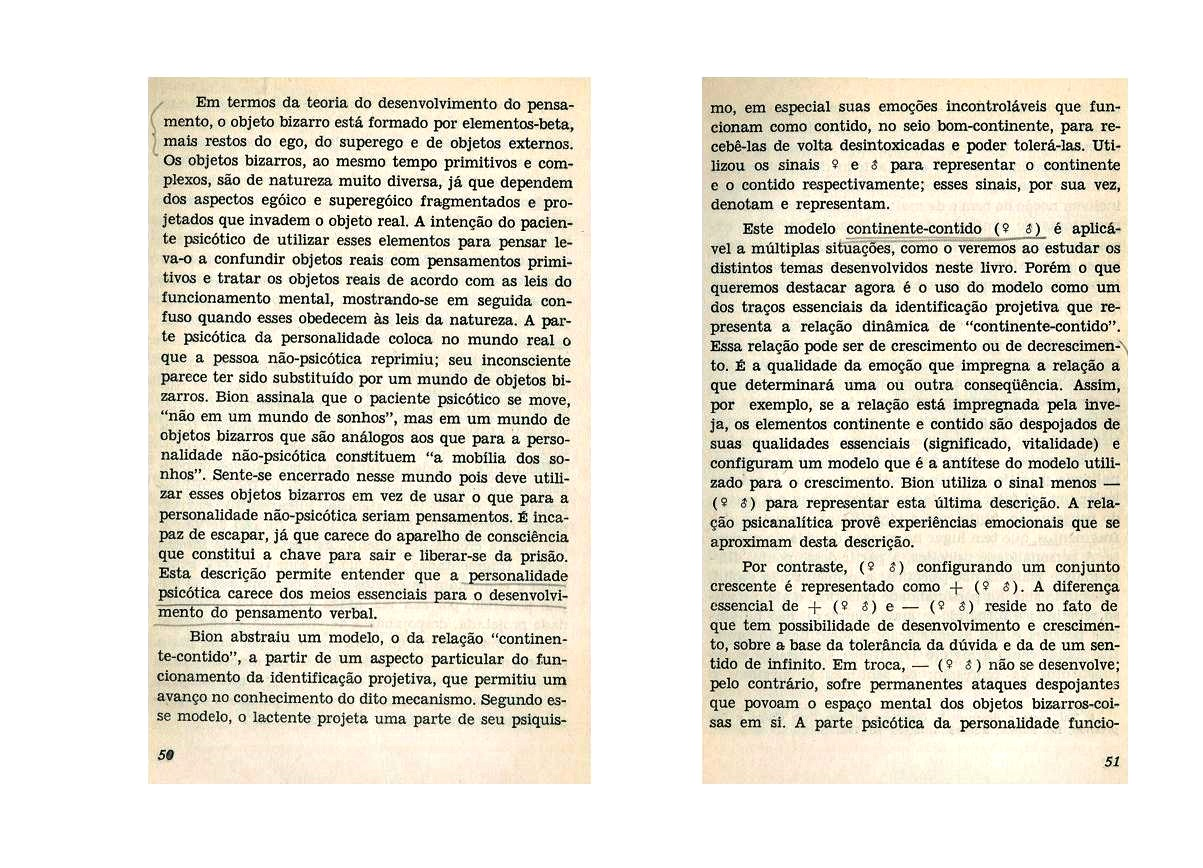 Em termos da teoria do desenvolvimento do pensa-
mento, o objeto bizarro está formado por elementos-beta,
mais restos do ego, do superego e de objetos externos.
Os objetos bizarros, ao mesmo tempo primitivos e com-
plexos, são de natureza muito diversa, já que dependem
dos aspectos egóico e superegóico fragmentados e pro-
jetados que invadem o objeto real. A intenção do pacien-
te psicótico de utilizar esses elementos para pensar le-
va-o a confundir objetos reais com pensamentos primi-
tivos e tratar os objetos reais de acordo com as leis do
funcionamento mental, mostrando-se em seguida con-
fuso quando esses obedecem às leis da natureza. A par-
te psicótica da personalidade coloca no mundo real o
que a pessoa não-psicótica reprimiu; seu inconsciente
parece ter sido substituído por um mundo de objetos bi-
zarros. Bion assinala que o paciente psicótico se move,
“não em um mundo de sonhos”, mas em um mundo de
objetos bizarros que são análogos aos que para a perso-
nalidade não-psicótica constituem “a mobília dos so-
nhos”. Sente-se encerrado nesse mundo pois deve utili-
zar esses objetos bizarros em vez de usar o que para a
personalidade não-psicótica seriam pensamentos. É inca-
paz de escapar, já que carece do aparelho de consciência
que constitui a chave para sair e liberar-se da prisão.
Esta descrição permite entender que a personalidade
psicótica carece dos meios essenciais para o desenvolvi-
mento do pensamento verbal.
Bion abstraiu um modelo, o da relação “continen-
te-contido”, a partir de um aspecto particular do fun-
cionamento da identificação projetiva, que permitiu um
avanço no conhecimento do dito mecanismo. Segundo es-
se modelo, o lactente projeta uma parte de seu psiquis-
50
mo, em especial suas emoções incontroláveis que fun-
cionam como contido, no seio bom-continente, para re-
cebê-las de volta desintoxicadas e poder tolerá-las. Uti-
lizou os sinais ♀ e ♂ para representar o continente
e o contido respectivamente; esses sinais, por sua vez,
denotam e representam.
Este modelo continente-contido (♀ ♂) é aplicá-
vel a múltiplas situações, como o veremos ao estudar os
distintos temas desenvolvidos neste livro. Porém o que
queremos destacar agora é o uso do modelo como um
dos traços essenciais da identificação projetiva que re-
presenta a relação dinâmica de “continente-contido”.
Essa relação pode ser de crescimento ou de decrescimen-
to. É a qualidade da emoção que impregna a relação a
que determinará uma ou outra conseqüência. Assim,
por exemplo, se a relação está impregnada pela inve-
ja, os elementos continente e contido são despojados de
suas qualidades essenciais (significado, vitalidade) e
configuram um modelo que é a antítese do modelo utili-
zado para o crescimento. Bion utiliza o sinal menos —
(♀ ♂) para representar esta última descrição. A rela-
ção psicanalítica provê experiências emocionais que se
aproximam desta descrição.
Por contraste, (♀ ♂) configurando um conjunto
crescente é representado como + (♀ ♂). A diferença
essencial de + (♀ ♂) e — (♀ ♂) reside no fato de
que tem possibilidade de desenvolvimento e crescimen-
to, sobre a base da tolerância da dúvida e da de um sen-
tido de infinito. Em troca, — (♀ ♂) não se desenvolve;
pelo contrário, sofre permanentes ataques despojantes
que povoam o espaço mental dos objetos bizarros-coi-
sas em si. A parte psicótica da personalidade funcio-
51